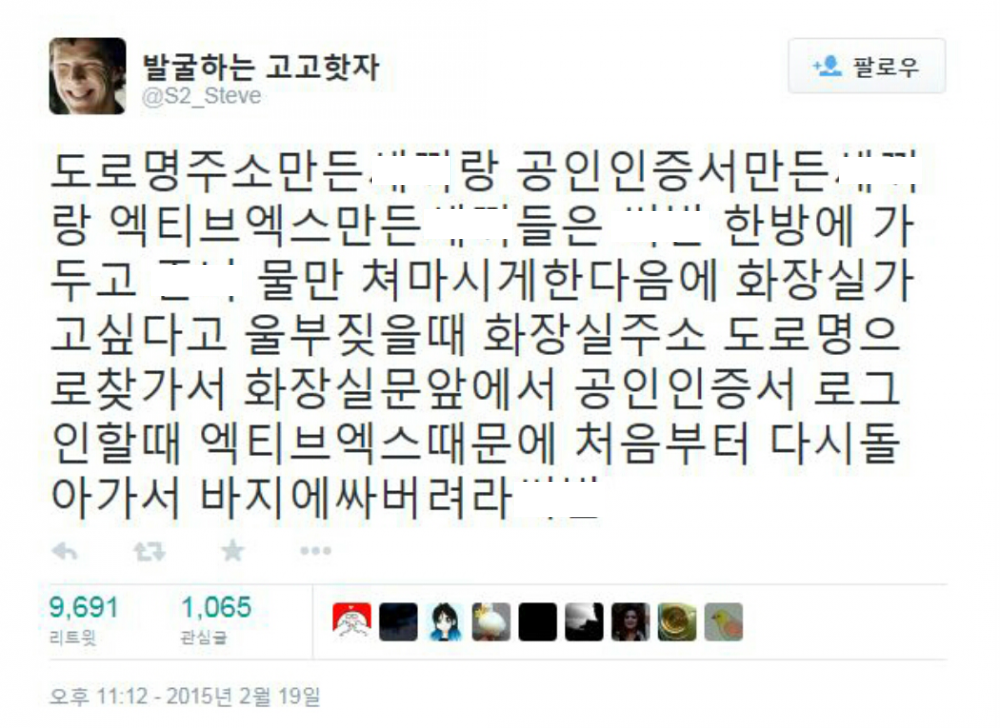 발굴하는 고고핫자
@S2_Steve
팔로우
도로명주소만든 랑 공인인증서만든
랑 엑티브엑스만든 들은 한방에 가
두고 물만 쳐마시게한다음에 화장실가
고싶다고 울부짖을때 화장실주소 도로명으
로찾가서 화장실문앞에서 공인인증서 로그
인할때 엑티브엑스때문에 처음부터 다시돌
아가서 바지에싸버려라
9,691 1,065
리트윗 관심글
오후 11:12 - 2015년 2월 19일